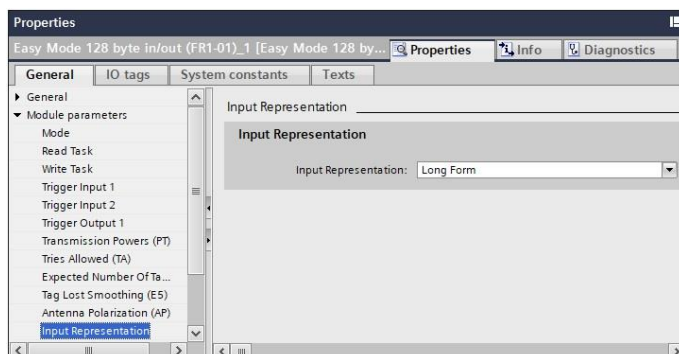 Properties
Easy Mode 128 byte in/out (FR1-01)_1 [Easy Mode 128 by...
Properties
Info
Diagnostics
General
IO tags
System constants
Texts
General
Module parameters
Mode
Read Task
Write Task
Trigger Input 1
Trigger Input 2
Trigger Output 1
Transmission Powers (PT)
Tries Allowed (TA)
Expected Number Of Ta...
Tag Lost Smoothing (E5)
Antenna Polarization (AP)
Input Representation
Input Representation
Input Representation
Input Representation: Long Form